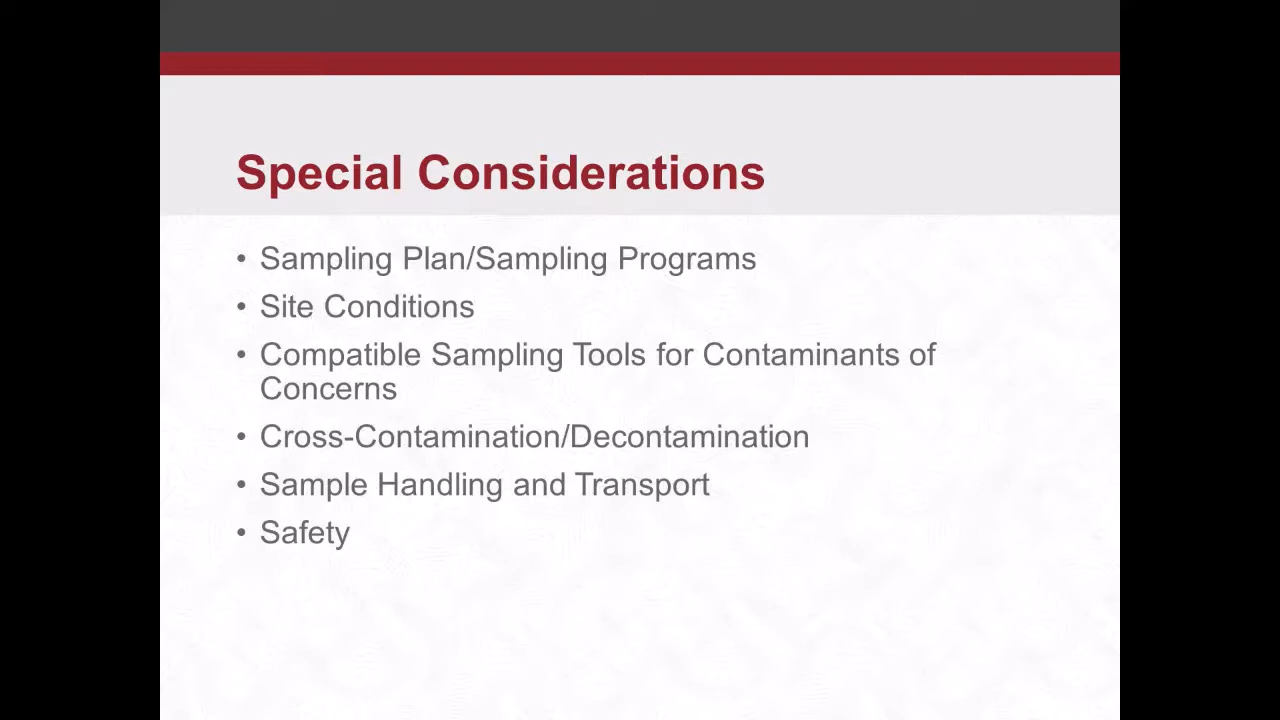 Special Considerations
• Sampling Plan/Sampling Programs
• Site Conditions
• Compatible Sampling Tools for Contaminants of
Concerns
• Cross-Contamination/Decontamination
• Sample Handling and Transport
• Safety